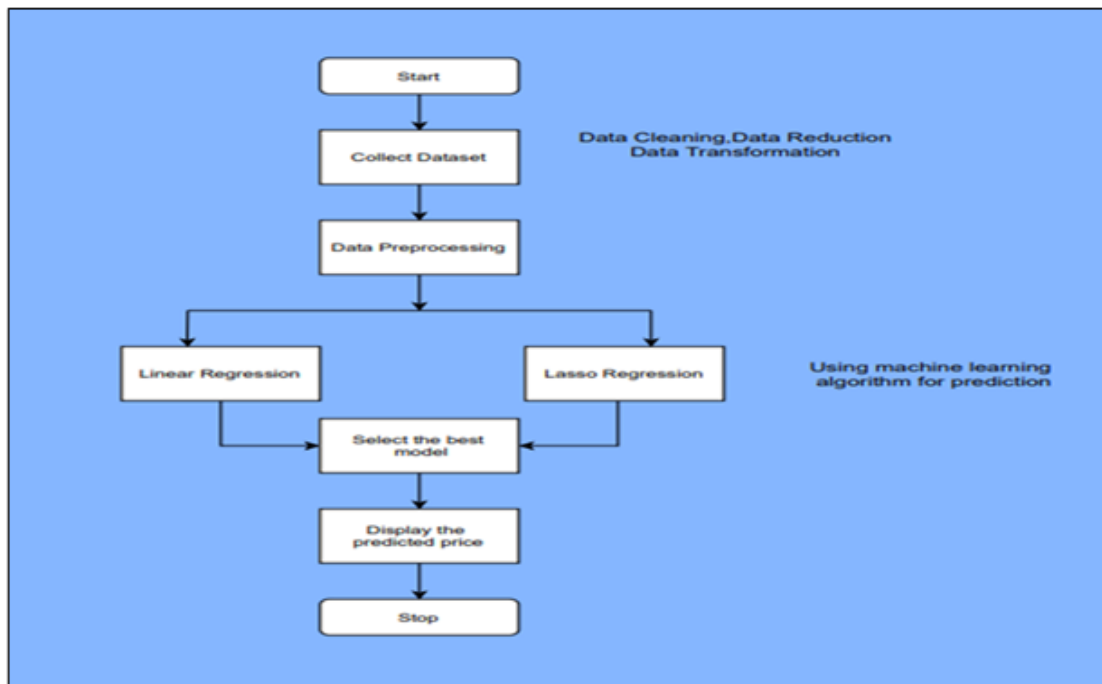 Start
Collect Dataset
Data Cleaning,Data Reduction
Data Transformation
Data Preprocessing
Linear Regression
Lasso Regression
Using machine learning
algorithm for prediction
Select the best
model
Display the
predicted price
Stop